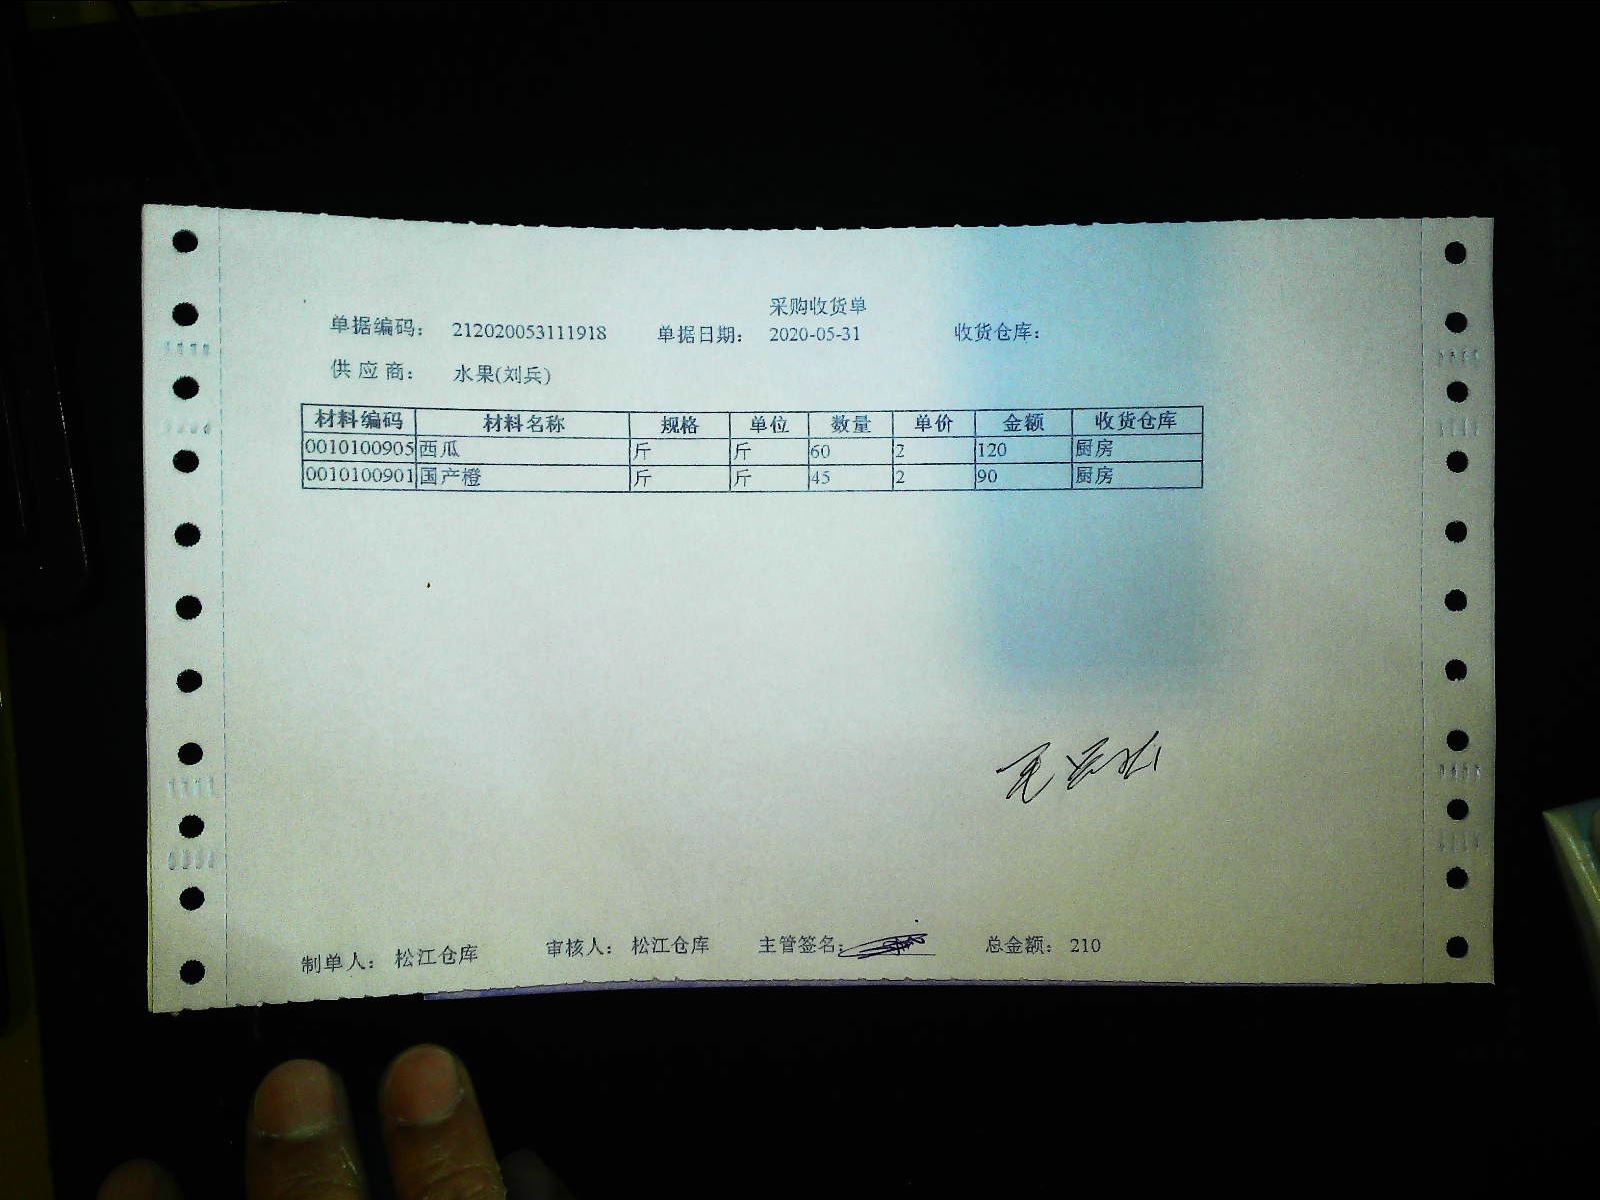 采购收货单
单据编码： 212020053111918 单据日期： 2020-05-31 收货仓库：
供应商： 水果(刘兵)
材料编码 材料名称 规格 单位 数量 单价 金额 收货仓库
0010100905 西瓜 斤 斤 60 2 120 厨房
0010100901 国产橙 斤 斤 45 2 90 厨房
制单人： 松江仓库 审核人： 松江仓库 主管签名： 总金额： 210